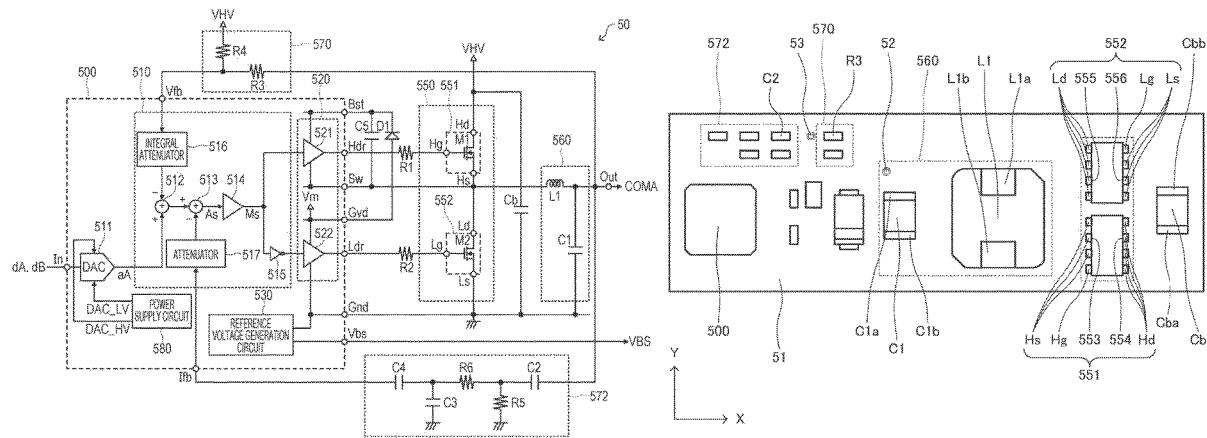 50
VHV
VHV
R4
570
R3
500
510
Vfb
520
550
551
Bst
521
C5
D1
Hd
M1
INTEGRAL ATTENUATOR
516
Hdr
Hg
R1
560
512
513
514
Sw
Hs
L1
Out
COMA
As
Ms
Vm
Gvd
552
Cb
Ld
M2
C1
511
522
ATTENUATOR
517
515
Ldr
Lg
R2
Ls
In
dA, dB
DAC
aA
530
Gnd
DAC_LV
DAC_HV
POWER SUPPLY CIRCUIT
580
REFERENCE VOLTAGE GENERATION CIRCUIT
Vbs
VBS
Ifb
C4
R6
C2
C3
R5
572
572
C2
53
570
R3
52
560
L1b
L1
L1a
552
Ld
555
556
Lg
Ls
Cbb
500
51
C1a
C1
C1b
Hs
Hg
553
554
Hd
551
Cba
Cb
Y
X